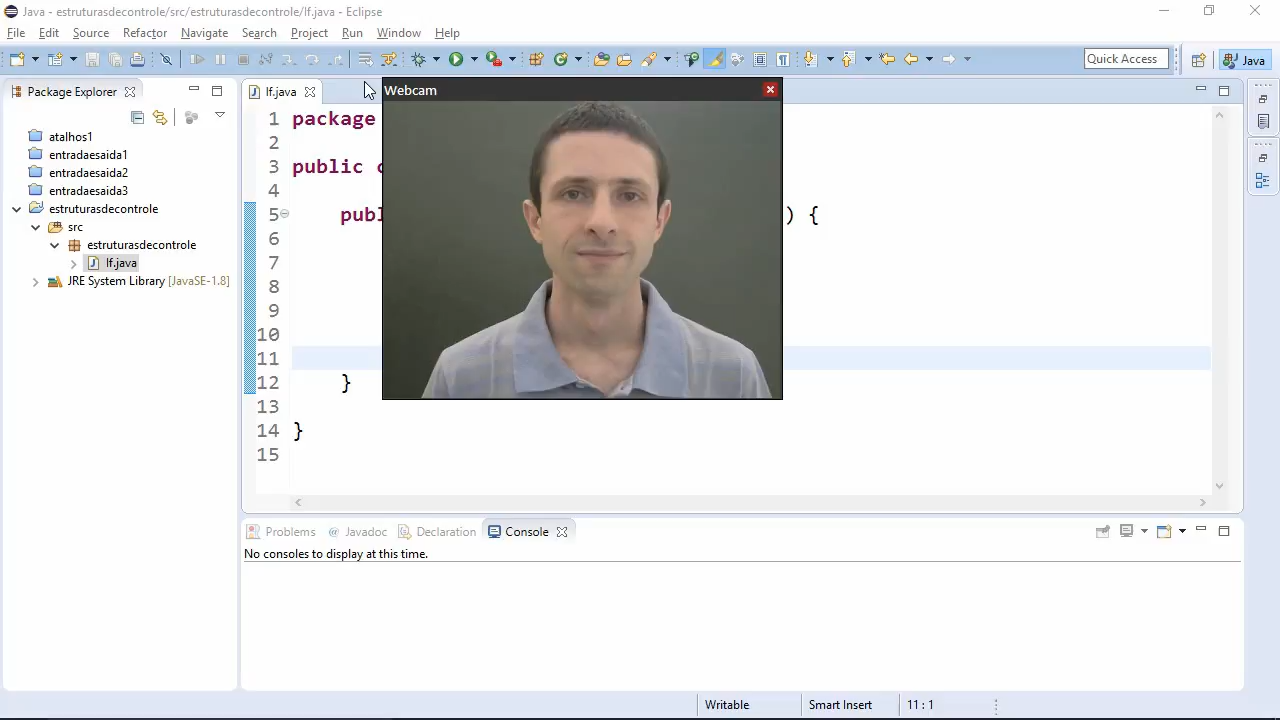 Java - estruturasdecontrole/src/estruturasdecontrole/If.java - Eclipse
File Edit Source Refactor Navigate Search Project Run Window Help
Quick Access
Java
Package Explorer
If.java
Webcam
atalhos1
entradaesaida1
entradaesaida2
entradaesaida3
estruturasdecontrole
src
estruturasdecontrole
If.java
JRE System Library [JavaSE-1.8]
1 package
2
3 public c
4
5 publ ) {
6
7
8
9
10
11
12 }
13
14 }
15
Problems @ Javadoc Declaration Console
No consoles to display at this time.
Writable Smart Insert 11 : 1